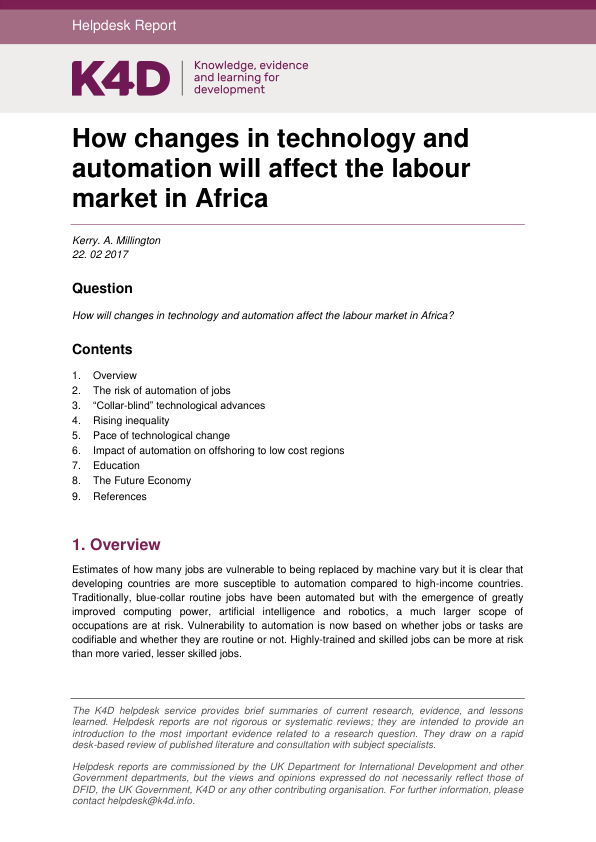 Helpdesk Report
K4D
Knowledge, evidence
and learning for
development
How changes in technology and
automation will affect the labour
market in Africa
Kerry. A. Millington
22. 02 2017
Question
How will changes in technology and automation affect the labour market in Africa?
Contents
1. Overview
2. The risk of automation of jobs
3. “Collar-blind” technological advances
4. Rising inequality
5. Pace of technological change
6. Impact of automation on offshoring to low cost regions
7. Education
8. The Future Economy
9. References
1. Overview
Estimates of how many jobs are vulnerable to being replaced by machine vary but it is clear that
developing countries are more susceptible to automation compared to high-income countries.
Traditionally, blue-collar routine jobs have been automated but with the emergence of greatly
improved computing power, artificial intelligence and robotics, a much larger scope of
occupations are at risk. Vulnerability to automation is now based on whether jobs or tasks are
codifiable and whether they are routine or not. Highly-trained and skilled jobs can be more at risk
than more varied, lesser skilled jobs.
The K4D helpdesk service provides brief summaries of current research, evidence, and lessons
learned. Helpdesk reports are not rigorous or systematic reviews; they are intended to provide an
introduction to the most important evidence related to a research question. They draw on a rapid
desk-based review of published literature and consultation with subject specialists.
Helpdesk reports are commissioned by the UK Department for International Development and other
Government departments, but the views and opinions expressed do not necessarily reflect those of
DFID, the UK Government, K4D or any other contributing organisation. For further information, please
contact helpdesk@k4d.info.